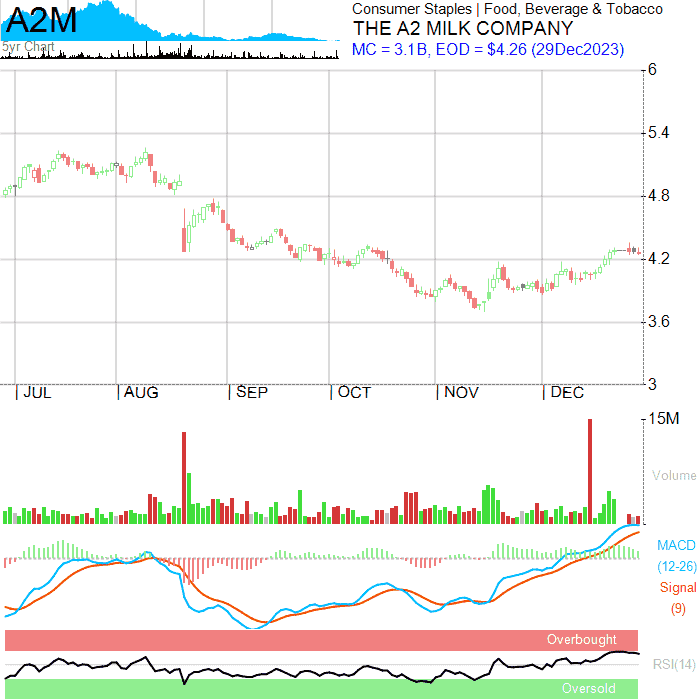 A2M
5yr Chart
Consumer Staples | Food, Beverage & Tobacco
THE A2 MILK COMPANY
MC = 3.1B, EOD = $4.26 (29Dec2023)
6
5.4
4.8
4.2
3.6
3
| JUL | AUG | SEP | OCT | NOV | DEC
15M
Volume
MACD
(12-26)
Signal
(9)
Overbought
RSI(14)
Oversold